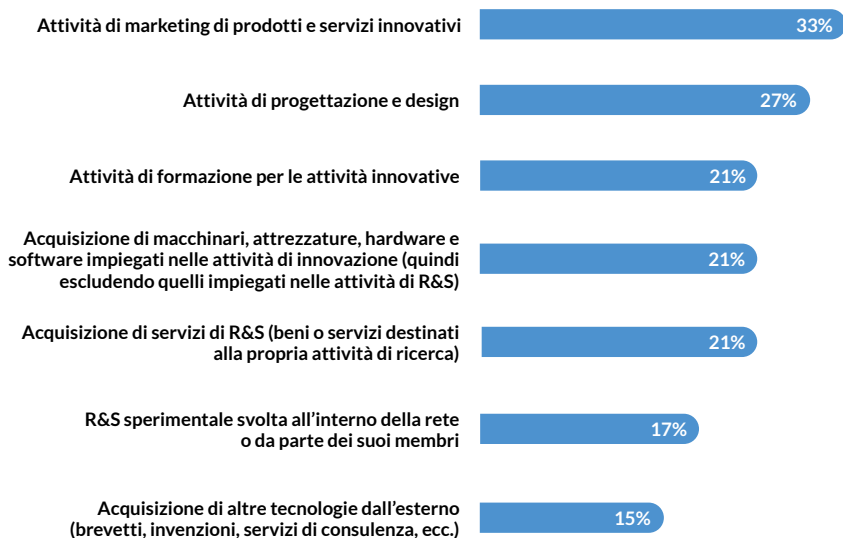 Attività di marketing di prodotti e servizi innovativi
33%
Attività di progettazione e design
27%
Attività di formazione per le attività innovative
21%
Acquisizione di macchinari, attrezzature, hardware e
software impiegati nelle attività di innovazione (quindi
escludendo quelli impiegati nelle attività di R&S)
21%
Acquisizione di servizi di R&S (beni o servizi destinati
alla propria attività di ricerca)
21%
R&S sperimentale svolta all’interno della rete
o da parte dei suoi membri
17%
Acquisizione di altre tecnologie dall’esterno
(brevetti, invenzioni, servizi di consulenza, ecc.)
15%